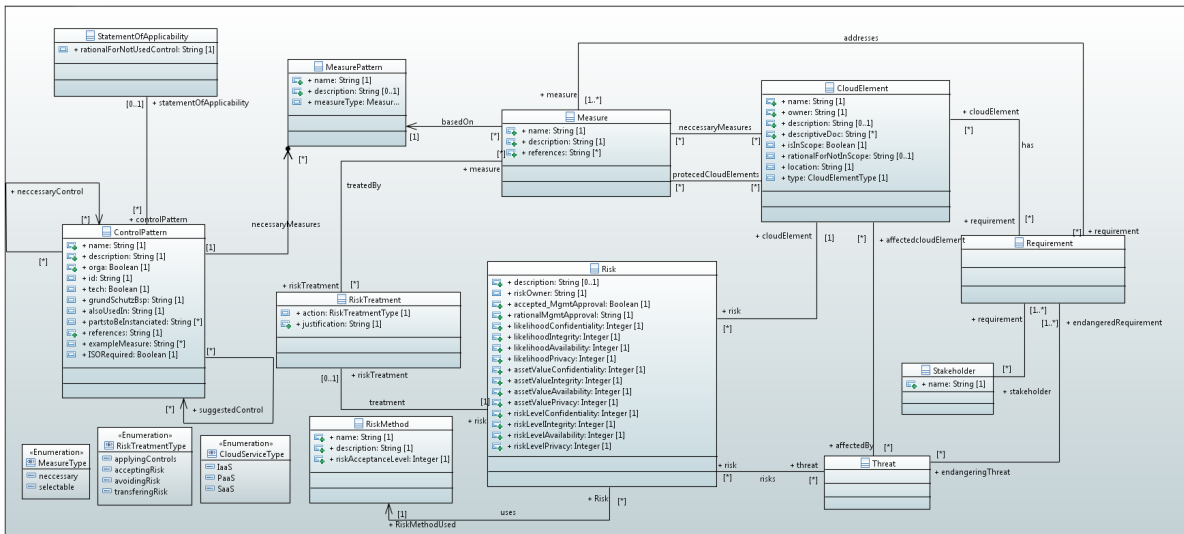 StatementOfApplicability
+ rationalForNotUsedControl: String [1]
[0..1]
+ statementOfApplicability
MeasurePattern
+ name: String [1]
+ description: String [0..1]
+ measureType: Measur...
[1]
basedOn
[*]
[*]
addresses
+ measure
[1..*]
Measure
+ name: String [1]
+ description: String [1]
+ references: String [*]
[*]
+ measure
neccessaryMeasures
[*]
[*]
protecedCloudElements
[*]
[*]
CloudElement
+ name: String [1]
+ owner: String [1]
+ description: String [0..1]
+ descriptiveDoc: String [*]
+ isInScope: Boolean [1]
+ rationalForNotInScope: String [0..1]
+ location: String [1]
+ type: CloudElementType [1]
+ cloudElement
[*]
has
+ requirement
[*]
[*]
+ requirement
Requirement
+ neccessaryControl
[*]
[*]
[*]
+ controlPattern
ControlPattern
+ name: String [1]
+ description: String [1]
+ orga: Boolean [1]
+ id: String [1]
+ tech: Boolean [1]
+ grundSchutzBsp: String [1]
+ alsoUsedIn: String [1]
+ partstoBeInstanciated: String [*]
+ references: String [1]
+ exampleMeasure: String [*]
+ ISORequired: Boolean [1]
necessaryMeasures
[1]
[*]
[*]
+ suggestedControl
treatedBy
[*]
+ riskTreatment
RiskTreatment
+ action: RiskTreatmentType [1]
+ justification: String [1]
+ riskTreatment
[0..1]
treatment
[1]
+ risk
Risk
+ description: String [0..1]
+ riskOwner: String [1]
+ accepted_MgmtApproval: Boolean [1]
+ rationalMgmtApproval: String [1]
+ likelihoodConfidentiality: Integer [1]
+ likelihoodIntegrity: Integer [1]
+ likelihoodAvailability: Integer [1]
+ likelihoodPrivacy: Integer [1]
+ assetValueConfidentiality: Integer [1]
+ assetValueIntegrity: Integer [1]
+ assetValueAvailability: Integer [1]
+ assetValuePrivacy: Integer [1]
+ riskLevelConfidentiality: Integer [1]
+ riskLevelIntegrity: Integer [1]
+ riskLevelAvailability: Integer [1]
+ riskLevelPrivacy: Integer [1]
+ cloudElement
[1]
[*]
+ affectedcloudElement
+ risk
[*]
+ requirement
[1..*]
[1..*]
+ endangeredRequirement
Stakeholder
+ name: String [1]
[*]
+ stakeholder
+ affectedBy
[*]
[*]
+ endangeringThreat
Threat
+ risk
[*]
risks
+ threat
[*]
RiskMethod
+ name: String [1]
+ description: String [1]
+ riskAcceptanceLevel: Integer [1]
[1]
+ RiskMethodUsed
uses
+ Risk
[*]
«Enumeration»
MeasureType
neccessary
selectable
«Enumeration»
RiskTreatmentType
applyingControls
acceptingRisk
avoidingRisk
transferingRisk
«Enumeration»
CloudServiceType
IaaS
PaaS
SaaS